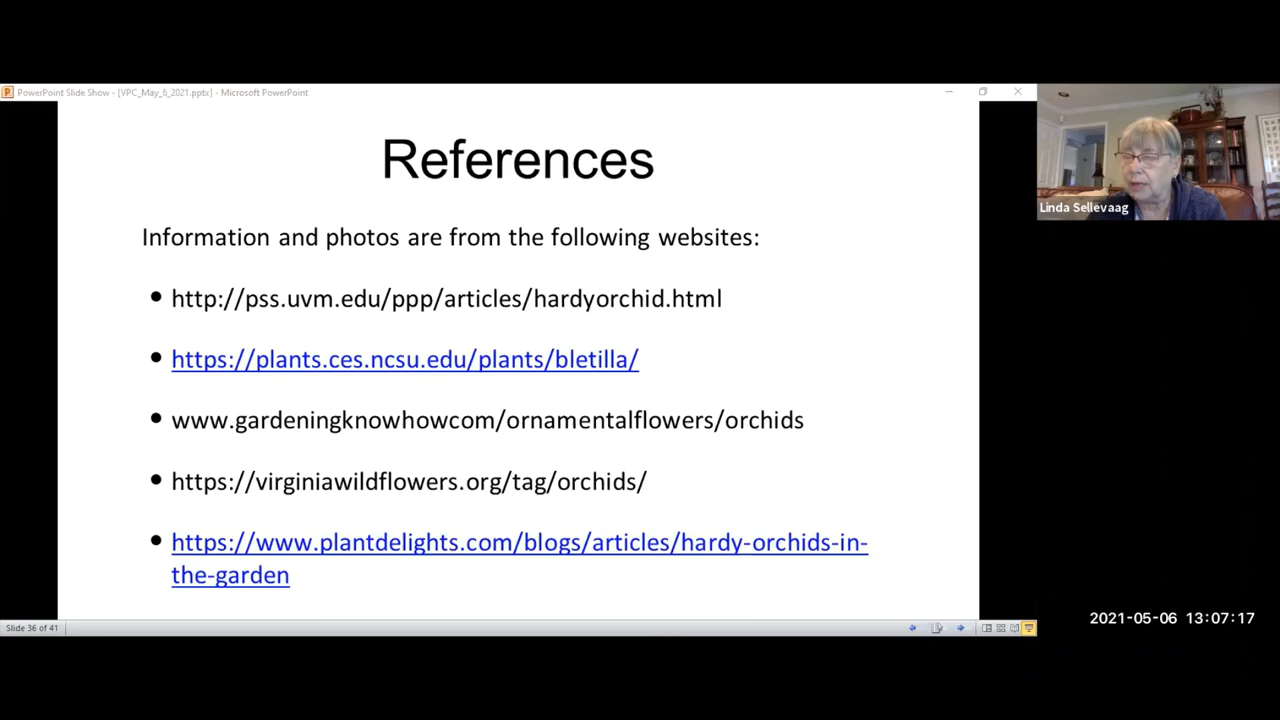 PowerPoint Slide Show - [VPC_May_6_2021.pptx] - Microsoft PowerPoint
References
Information and photos are from the following websites:
• http://pss.uvm.edu/ppp/articles/hardyorchid.html
• https://plants.ces.ncsu.edu/plants/bletilla/
• www.gardeningknowhowcom/ornamentalflowers/orchids
• https://virginiawildflowers.org/tag/orchids/
• https://www.plantdelights.com/blogs/articles/hardy-orchids-in-
the-garden
Slide 36 of 41
Linda Sellevaag
2021-05-06 13:07:17